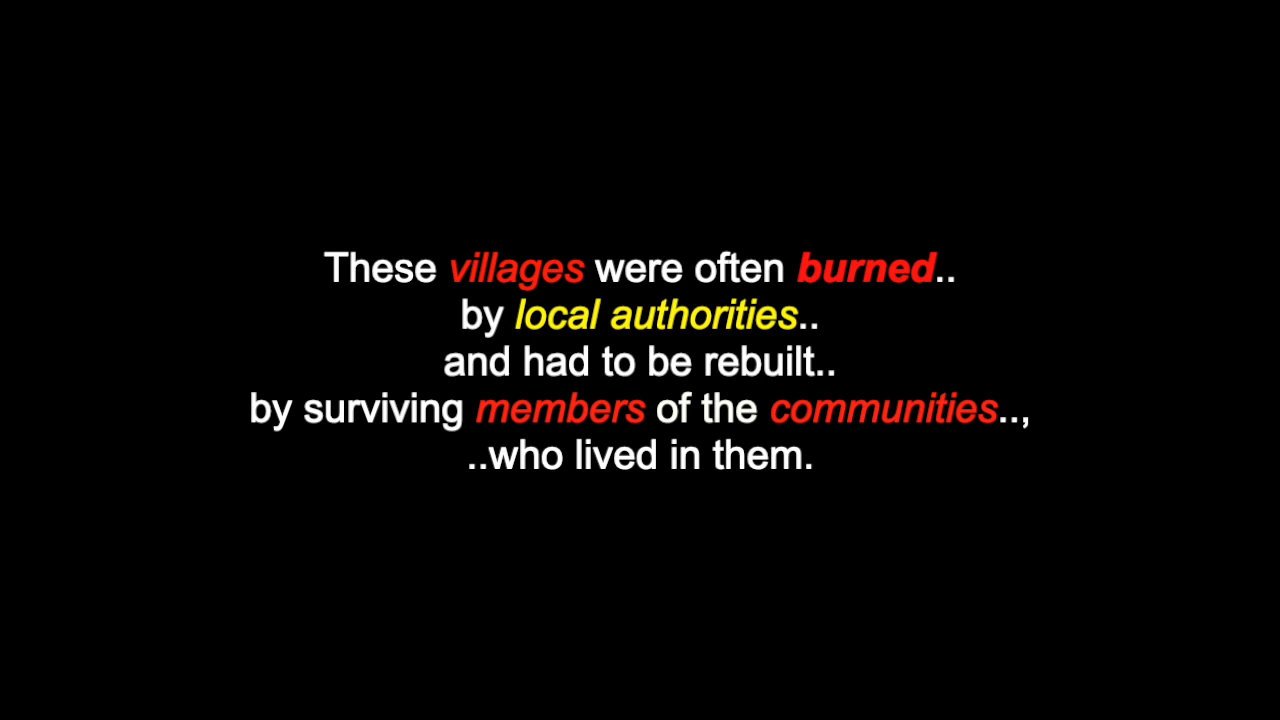 These villages were often burned..
by local authorities..
and had to be rebuilt..
by surviving members of the communities..,
..who lived in them.